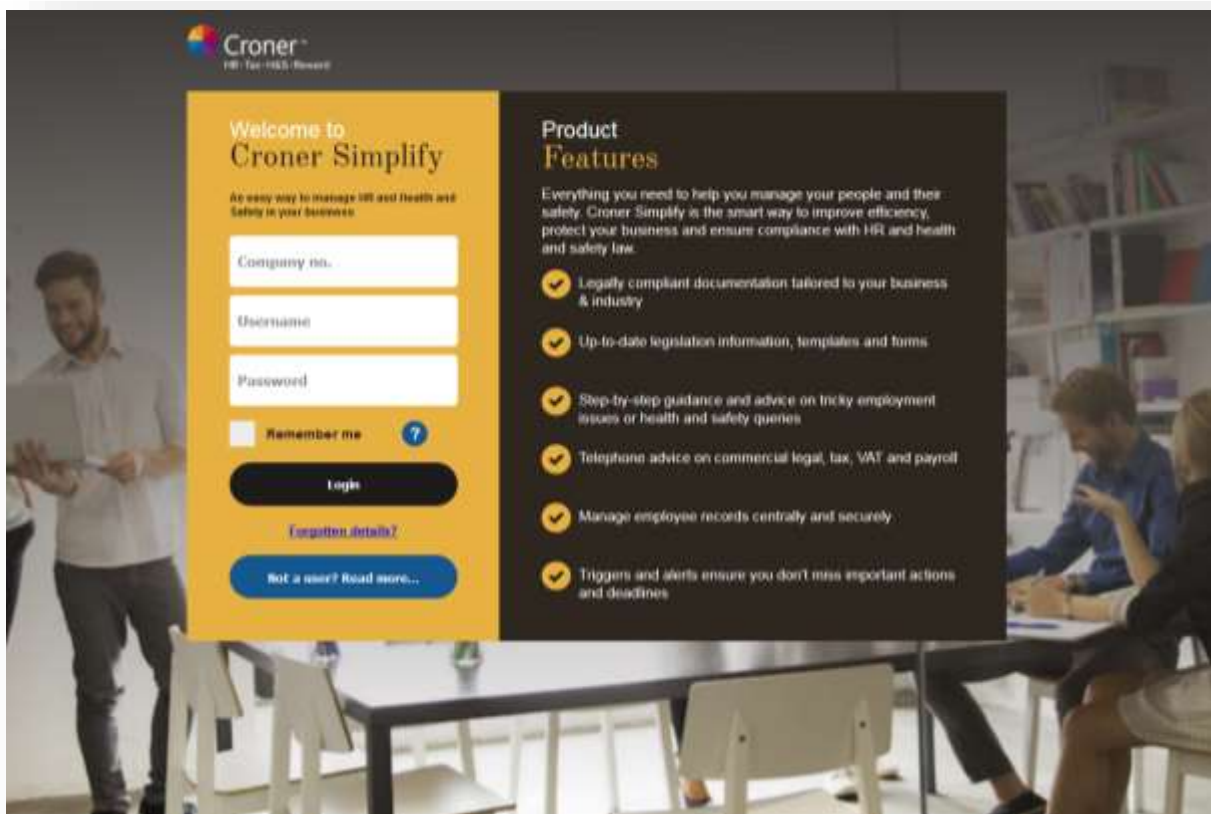 Croner™
HR•Tax•H&S•Reward
Welcome to
Croner Simplify
An easy way to manage HR and Health and
Safety in your business
Company no.
Username
Password
Remember me
?
Login
Forgotten details?
Not a user? Read more...
Product
Features
Everything you need to help you manage your people and their
safety. Croner Simplify is the smart way to improve efficiency,
protect your business and ensure compliance with HR and health
and safety law.
Legally compliant documentation tailored to your business
& industry
Up-to-date legislation information, templates and forms
Step-by-step guidance and advice on tricky employment
issues or health and safety queries
Telephone advice on commercial legal, tax, VAT and payroll
Manage employee records centrally and securely
Triggers and alerts ensure you don't miss important actions
and deadlines